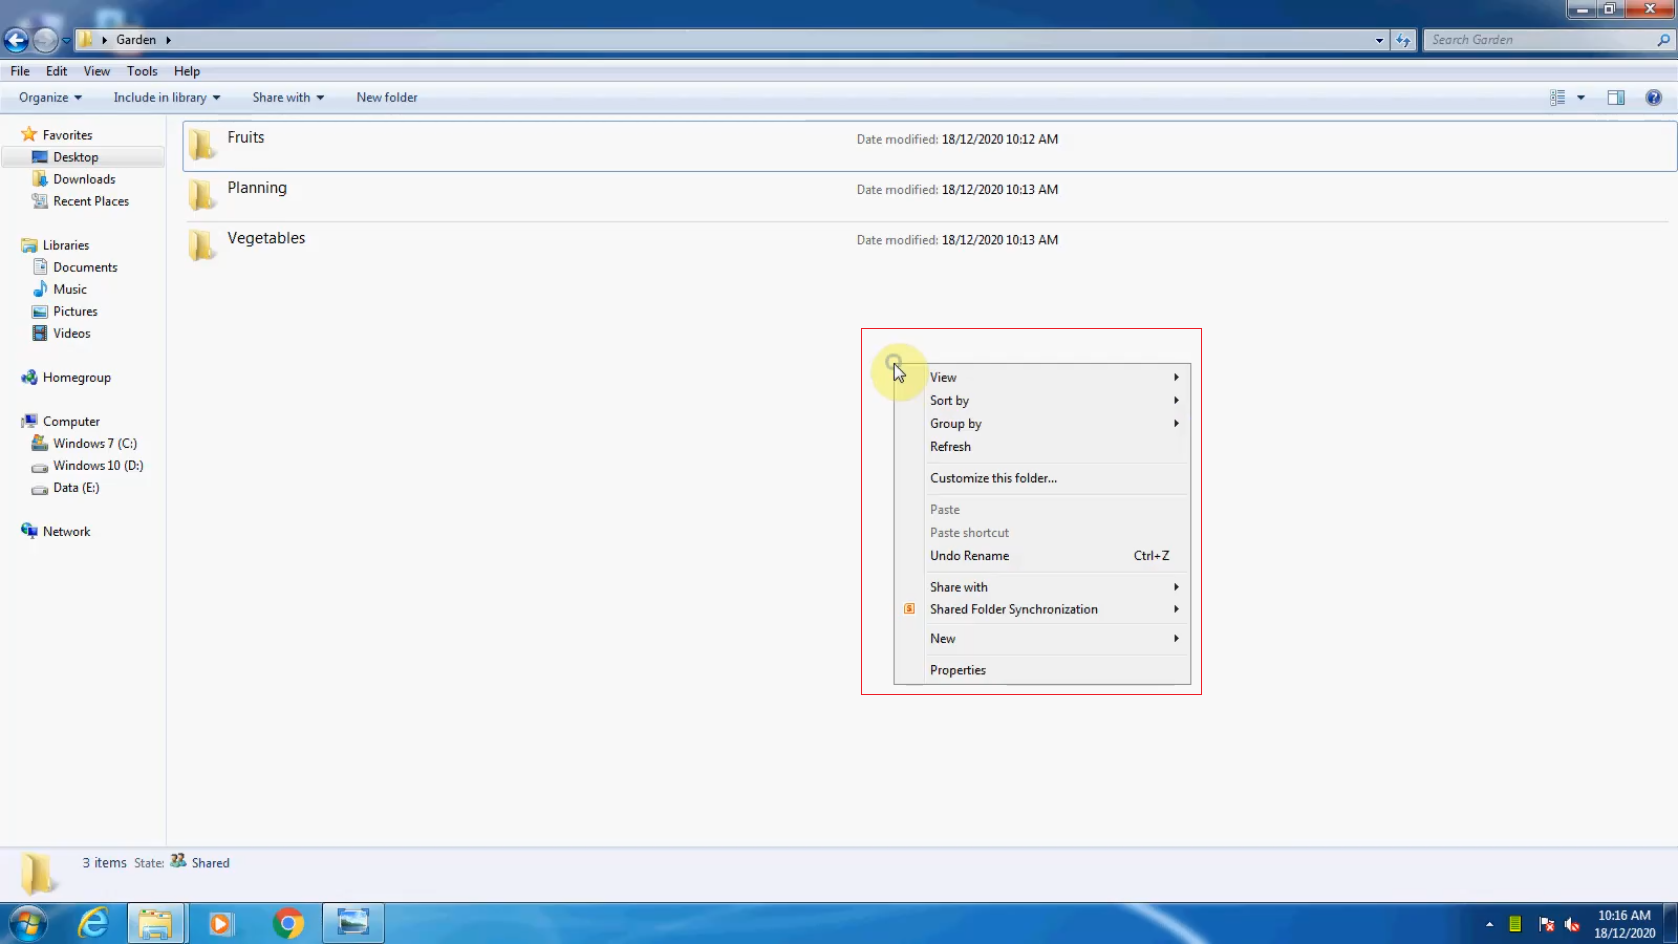 Garden
Search Garden
File Edit View Tools Help
Organize Include in library Share with New folder
Favorites
Desktop
Downloads
Recent Places
Libraries
Documents
Music
Pictures
Videos
Homegroup
Computer
Windows 7 (C:)
Windows 10 (D:)
Data (E:)
Network
Fruits Date modified: 18/12/2020 10:12 AM
Planning Date modified: 18/12/2020 10:13 AM
Vegetables Date modified: 18/12/2020 10:13 AM
View
Sort by
Group by
Refresh
Customize this folder...
Paste
Paste shortcut
Undo Rename Ctrl+Z
Share with
S Shared Folder Synchronization
New
Properties
3 items State: Shared
10:16 AM
18/12/2020